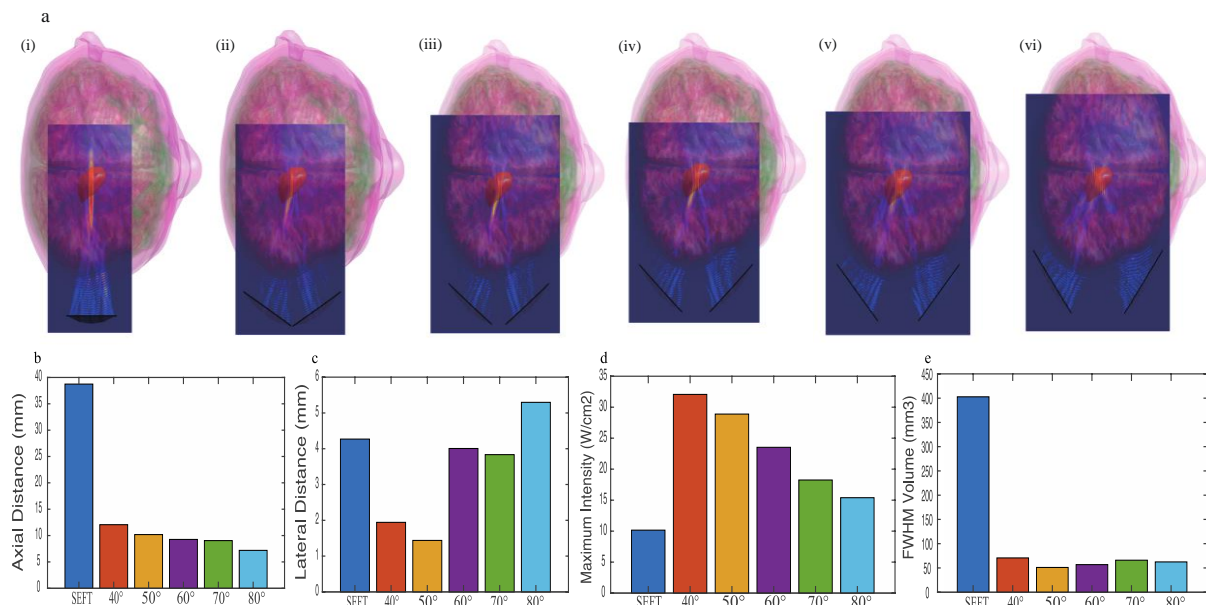 a
(i)
(ii)
(iii)
(iv)
(v)
(vi)
b
Axial Distance (mm)
40
35
30
25
20
15
10
5
0
SEFT 40° 50° 60° 70° 80°
c
Lateral Distance (mm)
6
5
4
3
2
1
0
SEFT 40° 50° 60° 70° 80°
d
Maximum Intensity (W/cm2)
35
30
25
20
15
10
5
0
SEFT 40° 50° 60° 70° 80°
e
FWHM Volume (mm3)
450
400
350
300
250
200
150
100
50
0
SEFT 40° 50° 60° 70° 80°